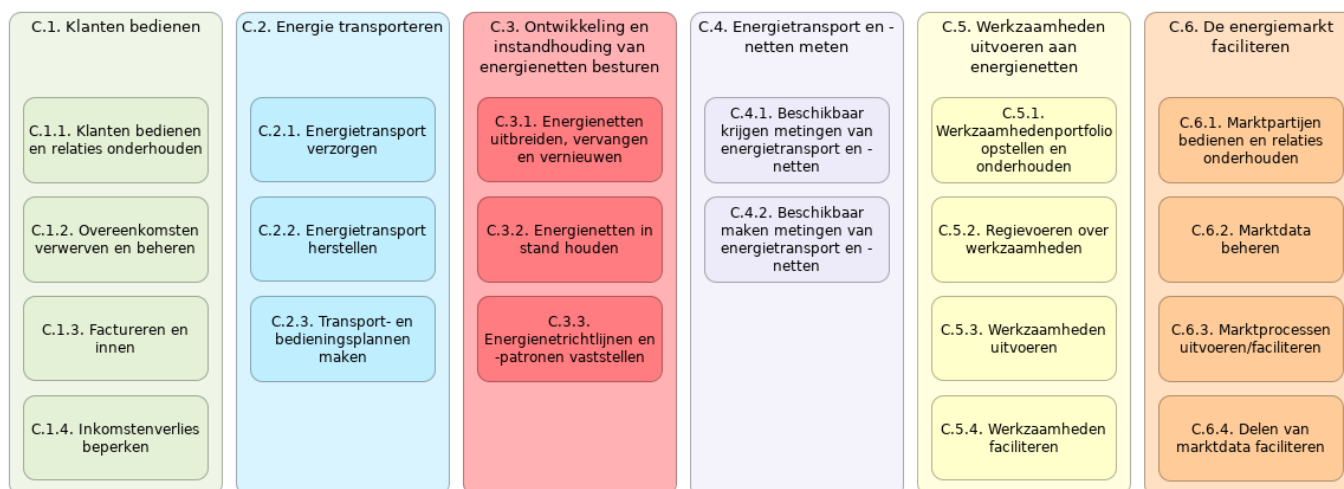 C.1. Klanten bedienen
C.1.1. Klanten bedienen
en relaties onderhouden
C.1.2. Overeenkomsten
verwerven en beheren
C.1.3. Factureren en
innen
C.1.4. Inkomstenverlies
beperken
C.2. Energie transporteren
C.2.1. Energietransport
verzorgen
C.2.2. Energietransport
herstellen
C.2.3. Transport- en
bedieningsplannen
maken
C.3. Ontwikkeling en
instandhouding van
energienetten besturen
C.3.1. Energienetten
uitbreiden, vervangen
en vernieuwen
C.3.2. Energienetten in
stand houden
C.3.3.
Energienetrichtlijnen en
-patronen vaststellen
C.4. Energietransport en -
netten meten
C.4.1. Beschikbaar
krijgen metingen van
energietransport en -
netten
C.4.2. Beschikbaar
maken metingen van
energietransport en -
netten
C.5. Werkzaamheden
uitvoeren aan
energienetten
C.5.1.
Werkzaamhedenportfolio
opstellen en
onderhouden
C.5.2. Regievoeren over
werkzaamheden
C.5.3. Werkzaamheden
uitvoeren
C.5.4. Werkzaamheden
faciliteren
C.6. De energiemarkt
faciliteren
C.6.1. Marktpartijen
bedienen en relaties
onderhouden
C.6.2. Marktdata
beheren
C.6.3. Marktprocessen
uitvoeren/faciliteren
C.6.4. Delen van
marktdata faciliteren